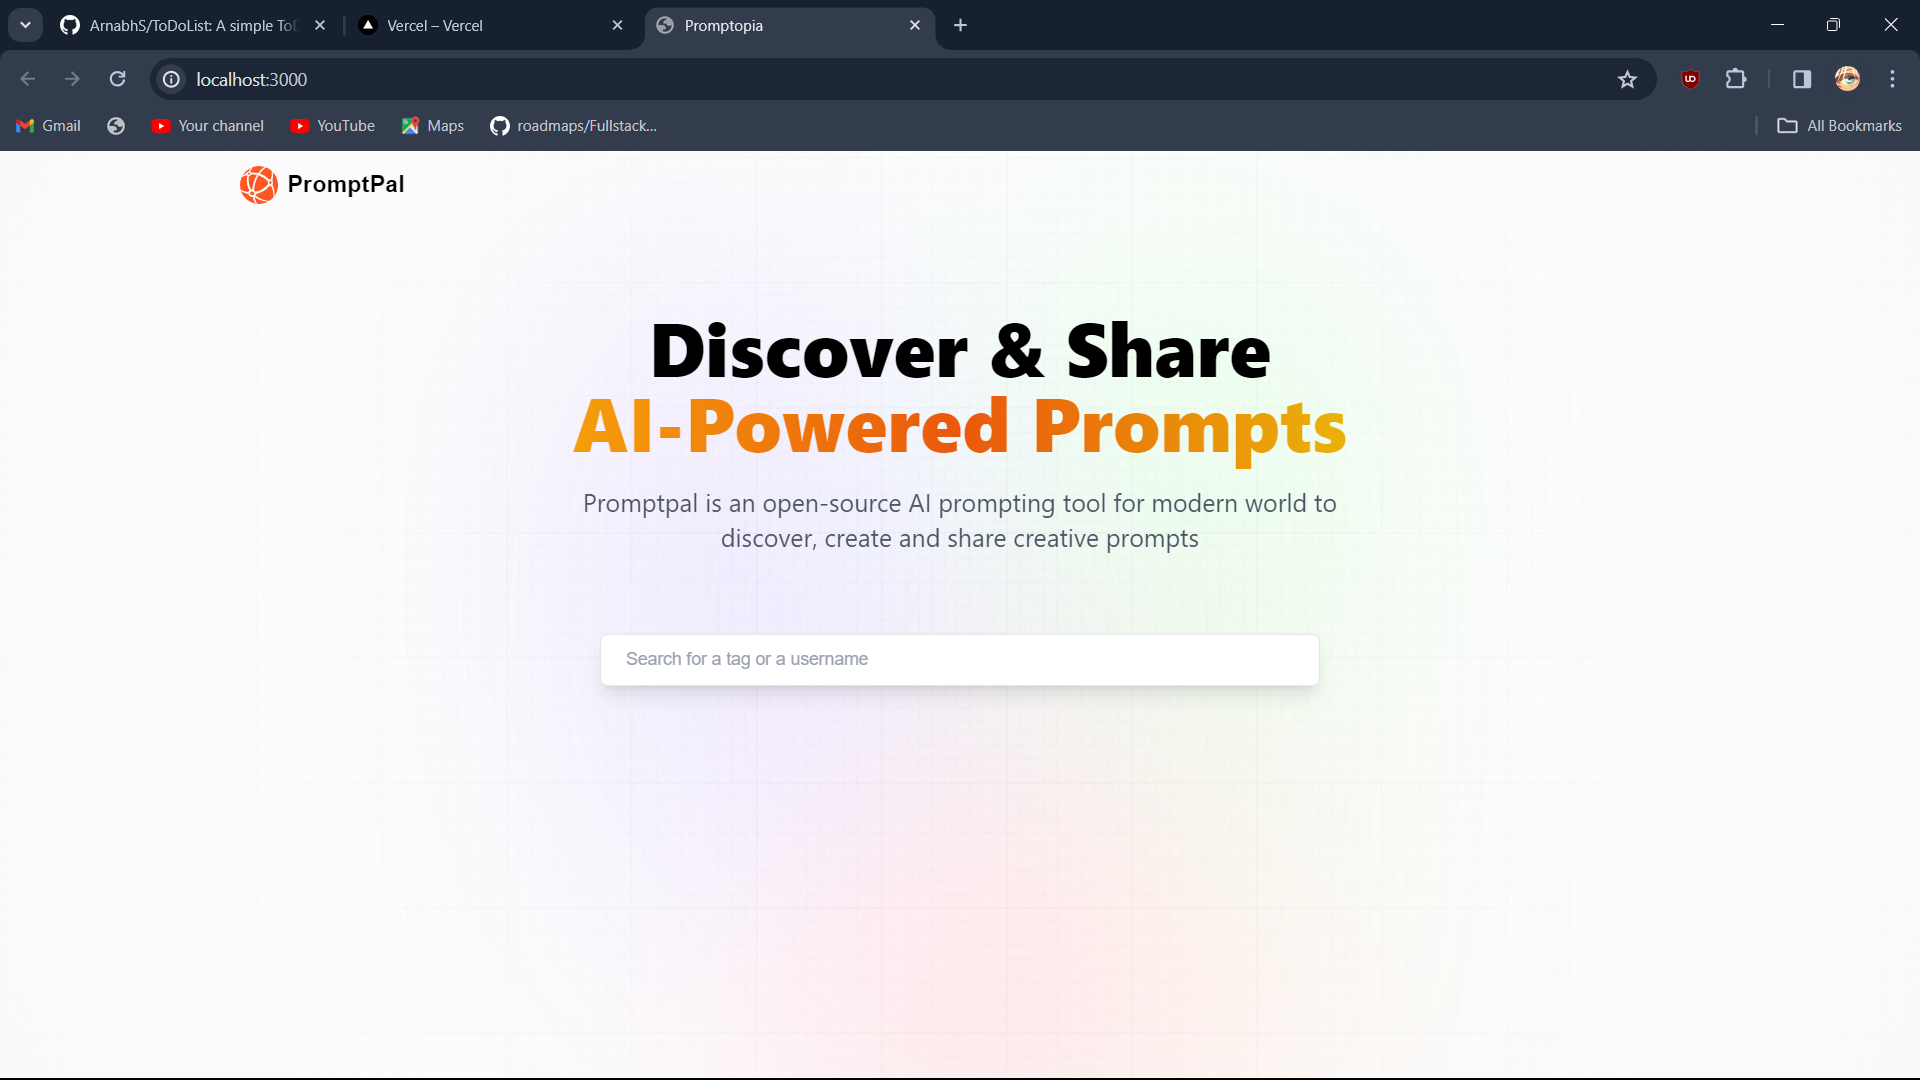 ArnabhS/ToDoList: A simple ToD
Vercel – Vercel
Promptopia
localhost:3000
Gmail
Your channel
YouTube
Maps
roadmaps/Fullstack...
All Bookmarks
PromptPal
Discover & Share
AI-Powered Prompts
Promptpal is an open-source AI prompting tool for modern world to
discover, create and share creative prompts
Search for a tag or a username